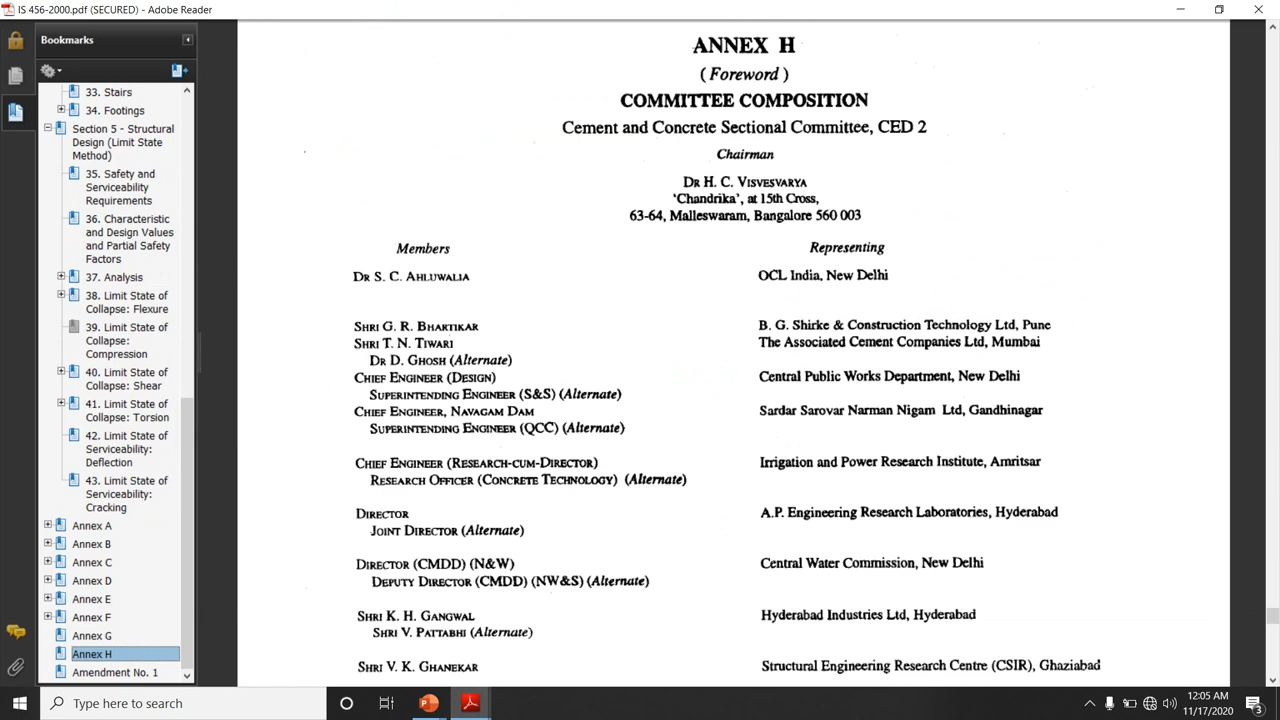 IS 456-2000.pdf (SECURED) - Adobe Reader
Bookmarks
33. Stairs
34. Footings
Section 5 - Structural
Design (Limit State
Method)
35. Safety and
Serviceability
Requirements
36. Characteristic
and Design Values
and Partial Safety
Factors
37. Analysis
38. Limit State of
Collapse: Flexure
39. Limit State of
Collapse:
Compression
40. Limit State of
Collapse: Shear
41. Limit State of
Collapse: Torsion
42. Limit State of
Serviceability:
Deflection
43. Limit State of
Serviceability:
Cracking
Annex A
Annex B
Annex C
Annex D
Annex E
Annex F
Annex G
Annex H
Amendment No. 1
ANNEX H
( Foreword )
COMMITTEE COMPOSITION
Cement and Concrete Sectional Committee, CED 2
Chairman
DR H. C. VISVESVARYA
'Chandrika', at 15th Cross,
63-64, Malleswaram, Bangalore 560 003
Members Representing
DR S. C. AHLUWALIA OCL India, New Delhi
SHRI G. R. BHARTIKAR B. G. Shirke & Construction Technology Ltd, Pune
SHRI T. N. TIWARI The Associated Cement Companies Ltd, Mumbai
DR D. GHOSH (Alternate)
CHIEF ENGINEER (DESIGN) Central Public Works Department, New Delhi
SUPERINTENDING ENGINEER (S&S) (Alternate)
CHIEF ENGINEER, NAVAGAM DAM Sardar Sarovar Narman Nigam Ltd, Gandhinagar
SUPERINTENDING ENGINEER (QCC) (Alternate)
CHIEF ENGINEER (RESEARCH-CUM-DIRECTOR) Irrigation and Power Research Institute, Amritsar
RESEARCH OFFICER (CONCRETE TECHNOLOGY) (Alternate)
DIRECTOR A.P. Engineering Research Laboratories, Hyderabad
JOINT DIRECTOR (Alternate)
DIRECTOR (CMDD) (N&W) Central Water Commission, New Delhi
DEPUTY DIRECTOR (CMDD) (NW&S) (Alternate)
SHRI K. H. GANGWAL Hyderabad Industries Ltd, Hyderabad
SHRI V. PATTABHI (Alternate)
SHRI V. K. GHANEKAR Structural Engineering Research Centre (CSIR), Ghaziabad
Type here to search
12:05 AM
11/17/2020
3